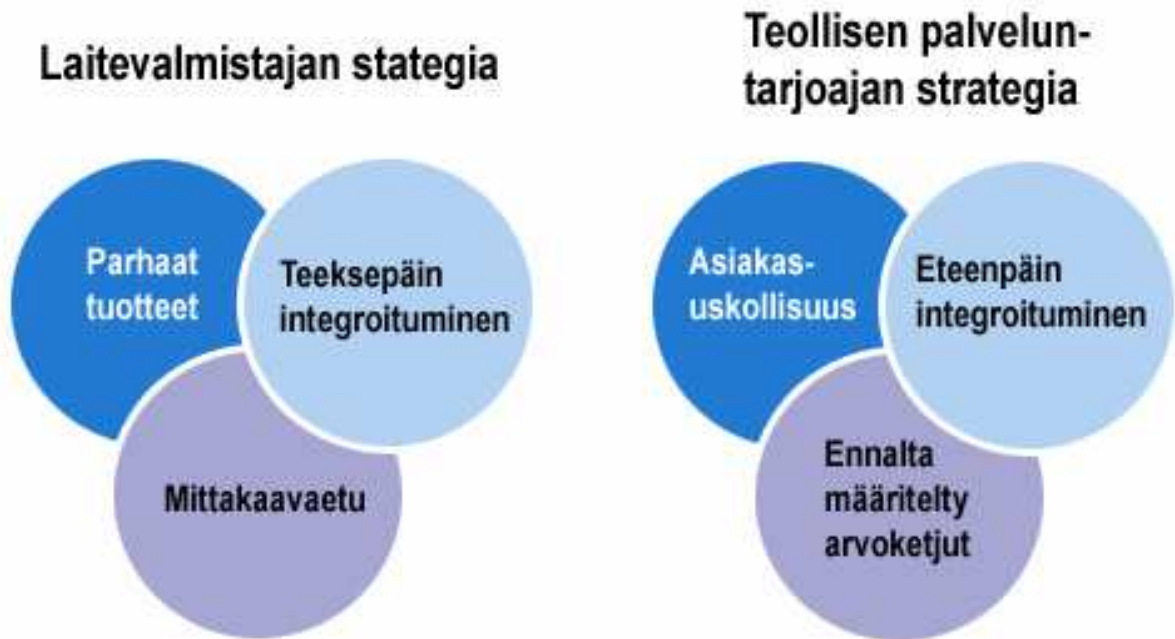 Laitevalmistajan stategia
Parhaat
tuotteet
Teeksepäin
integroituminen
Mittakaavaetu
Teollisen palvelun-
tarjoajan strategia
Asiakas-
uskollisuus
Eteenpäin
integroituminen
Ennalta
määritelty
arvoketjut